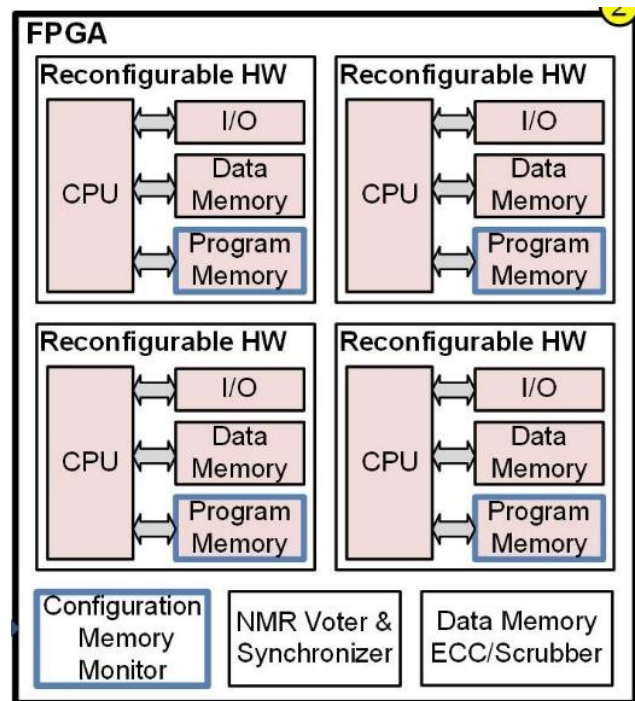 2
FPGA
Reconfigurable HW
CPU
I/O
Data
Memory
Program
Memory
Reconfigurable HW
CPU
I/O
Data
Memory
Program
Memory
Reconfigurable HW
CPU
I/O
Data
Memory
Program
Memory
Reconfigurable HW
CPU
I/O
Data
Memory
Program
Memory
Configuration
Memory
Monitor
NMR Voter &
Synchronizer
Data Memory
ECC/Scrubber